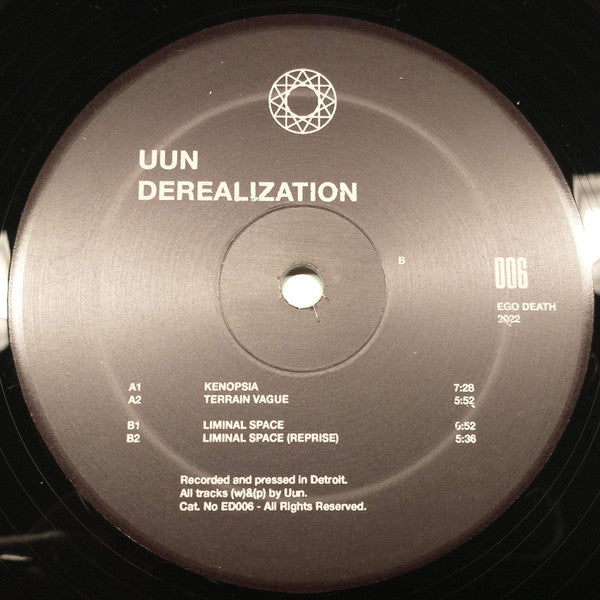 UUN
DEREALIZATION
B
006
EGO DEATH
2022
A1 KENOPSIA 7:28
A2 TERRAIN VAGUE 5:52
B1 LIMINAL SPACE 6:52
B2 LIMINAL SPACE (REPRISE) 5:36
Recorded and pressed in Detroit.
All tracks (w)&(p) by Uun.
Cat. No ED006 - All Rights Reserved.